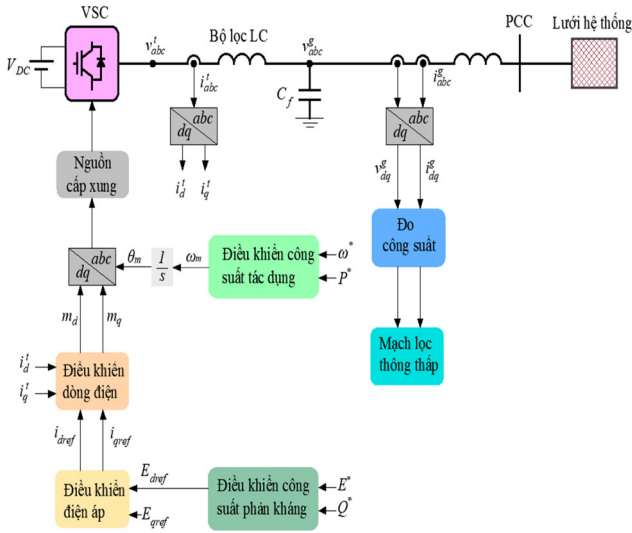 VSC
Bộ lọc LC
PCC
Lưới hệ thống
V_DC
v^t_abc
v^g_abc
i^t_abc
C_f
i^g_abc
abc
dq
abc
dq
i^t_d
i^t_q
v^g_dq
i^g_dq
Nguồn
cấp xung
Đo
công suất
abc
dq
θ_m
1
s
ω_m
Điều khiển công
suất tác dụng
ω*
P*
m_d
m_q
Mạch lọc
thông thấp
i^t_d
i^t_q
Điều khiển
dòng điện
i_dref
i_qref
Điều khiển
điện áp
E_dref
E_qref
Điều khiển công
suất phản kháng
E*
Q*